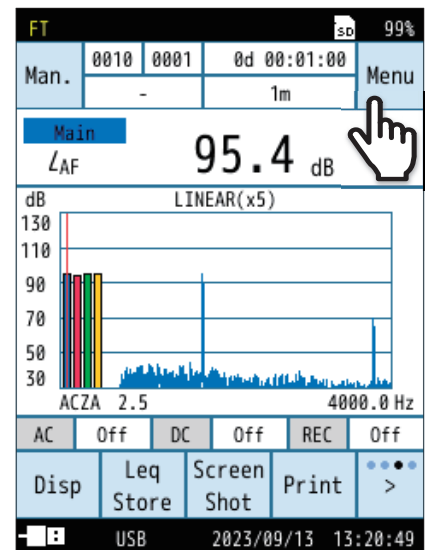 FT SD 99%
Man. 0010 0001 0d 00:01:00 Menu
- 1m
Main
LAF 95.4 dB
dB LINEAR(x5)
130
110
90
70
50
30
ACZA 2.5 4000.0 Hz
AC Off DC Off REC Off
Disp Leq Store Screen Shot Print >
USB 2023/09/13 13:20:49